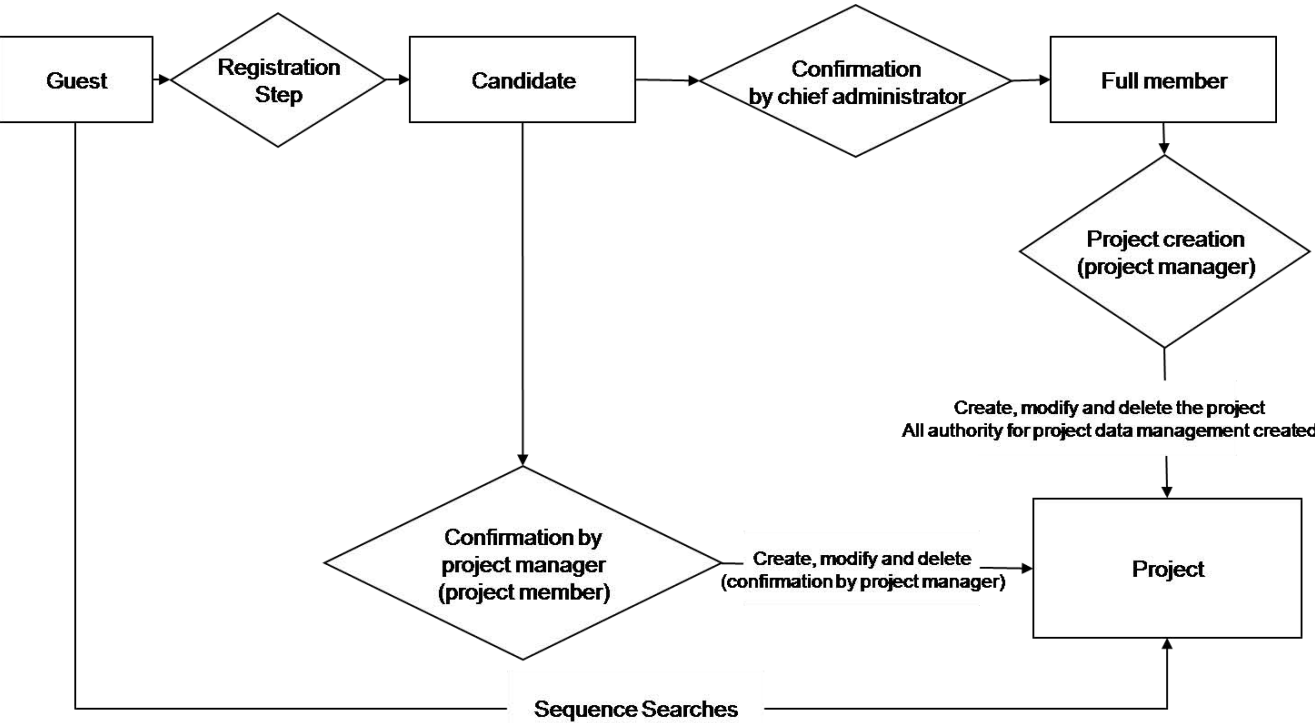 Guest
Registration
Step
Candidate
Confirmation
by chief administrator
Full member
Project creation
(project manager)
Create, modify and delete the project
All authority for project data management created
Confirmation by
project manager
(project member)
Create, modify and delete
(confirmation by project manager)
Project
Sequence Searches